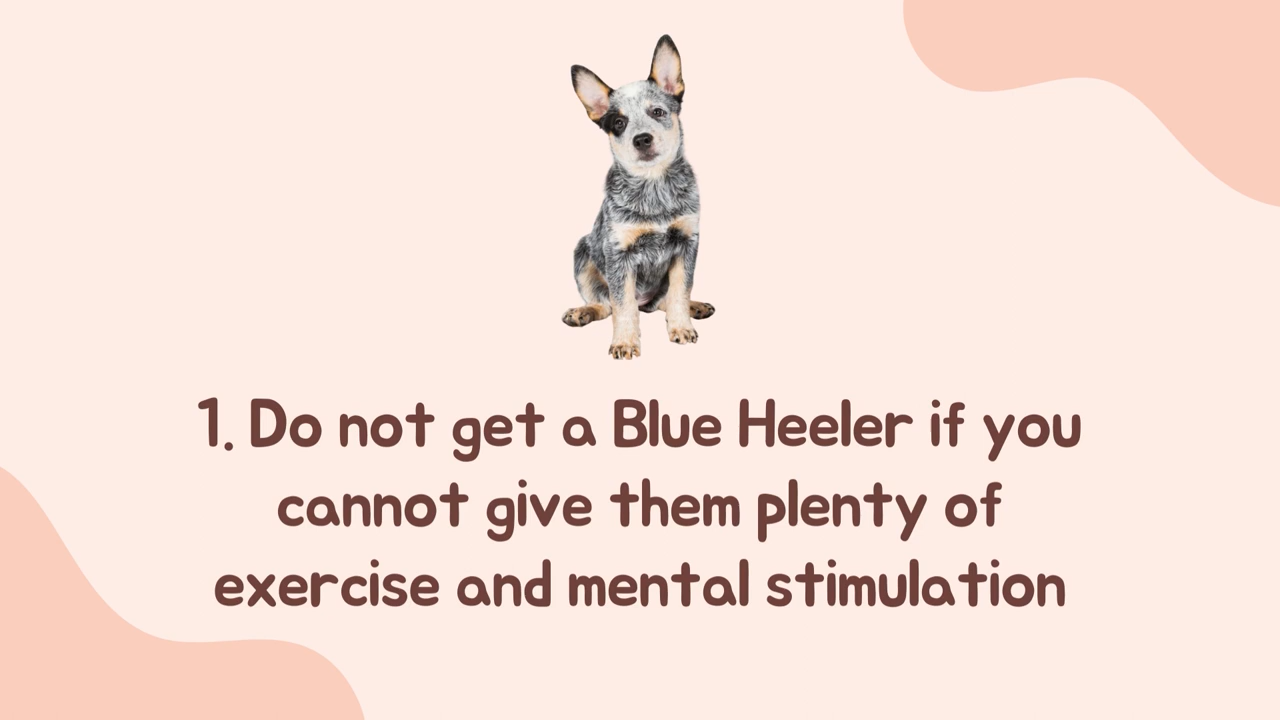 1. Do not get a Blue Heeler if you
cannot give them plenty of
exercise and mental stimulation